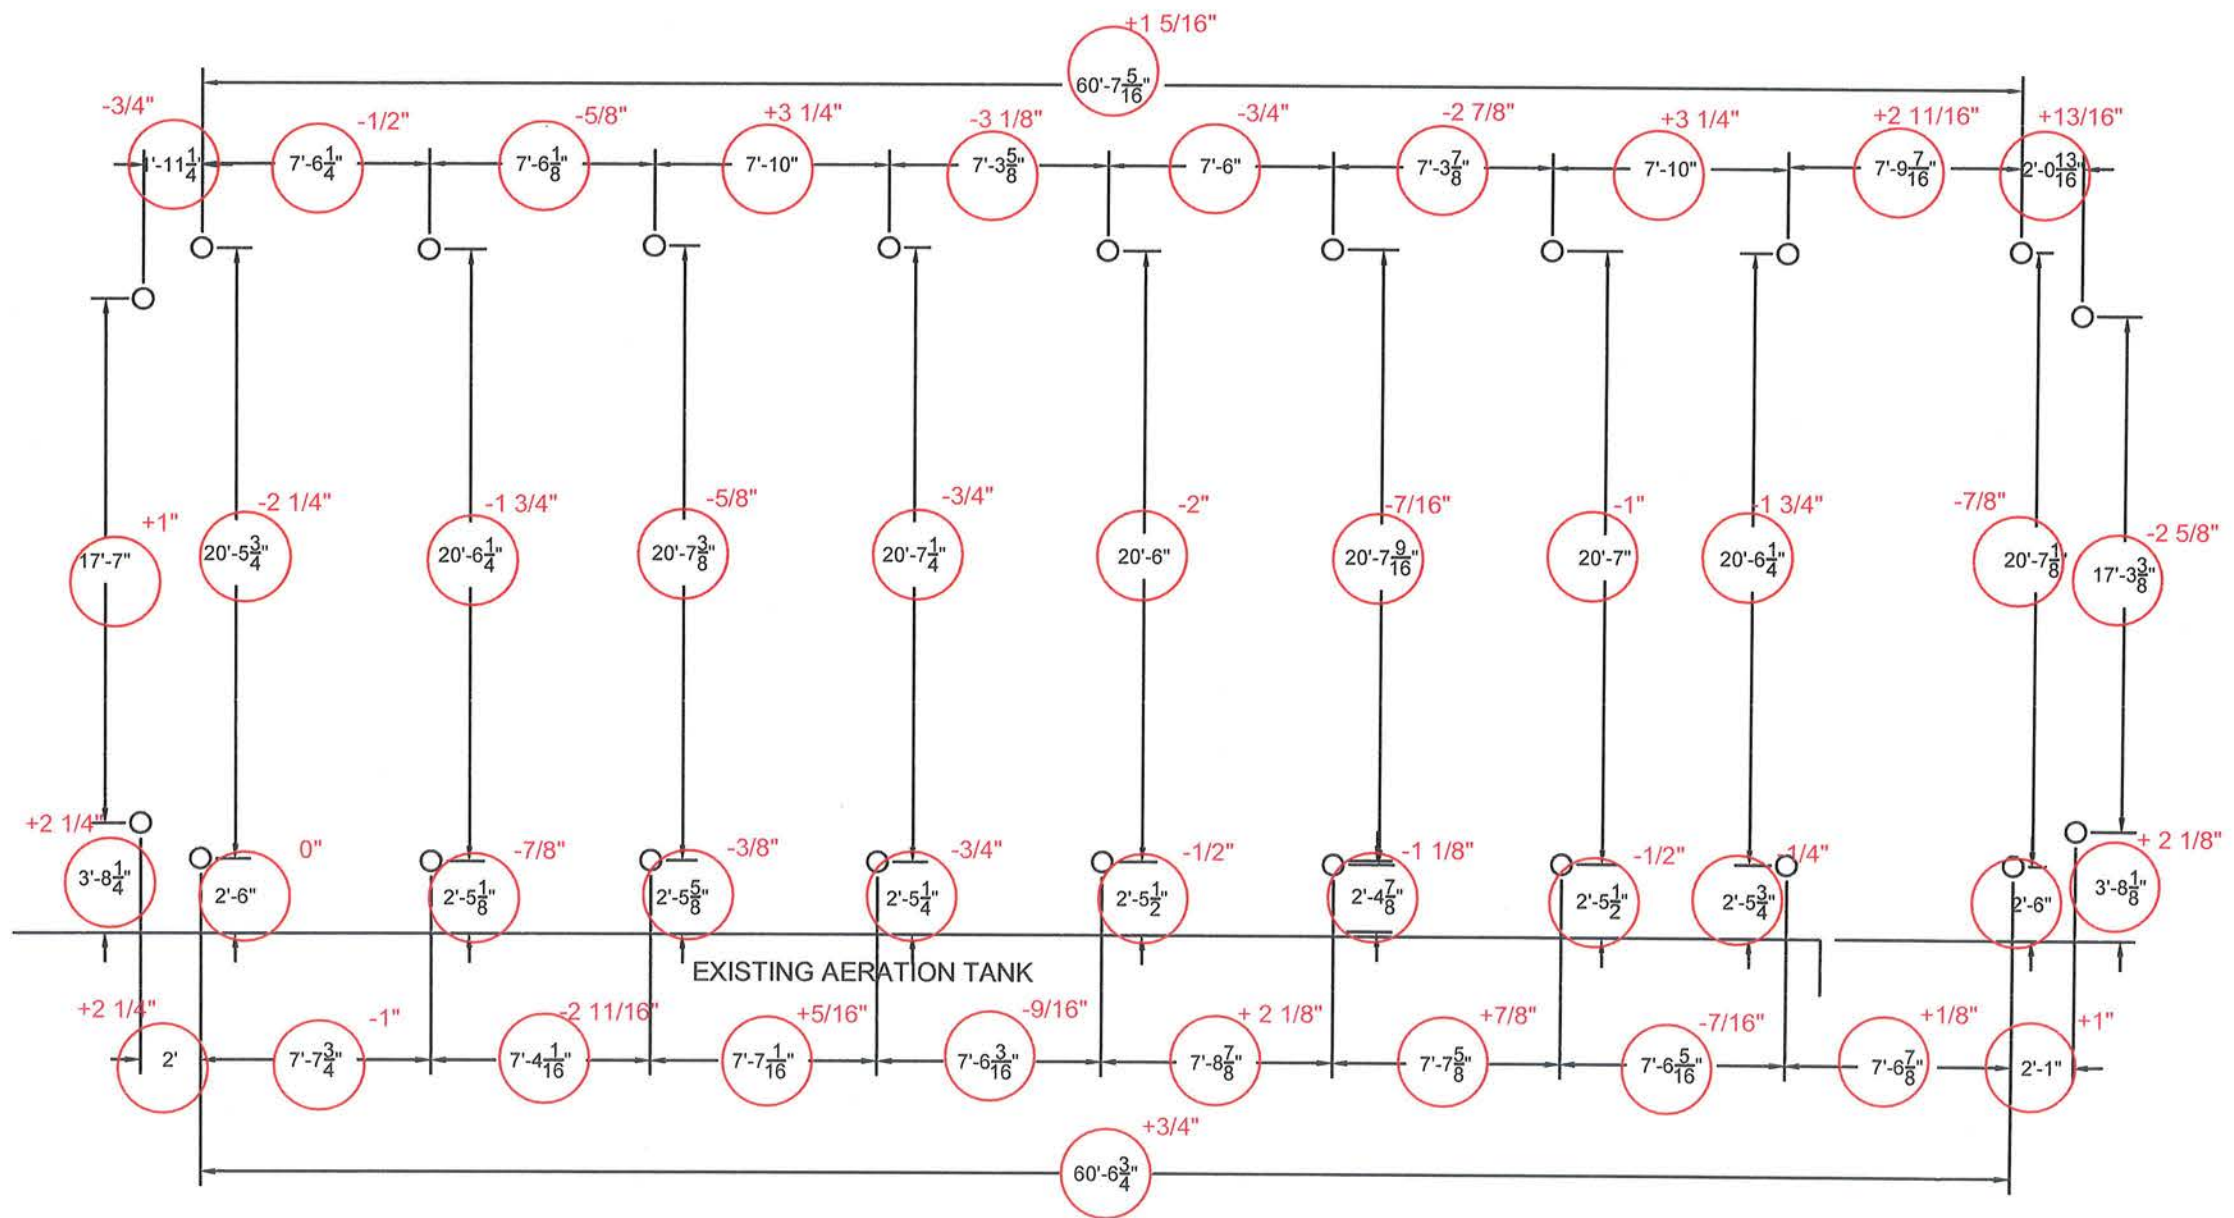 +1 5/16"
60'-7 5/16"
-3/4" -1/2" -5/8" +3 1/4" -3 1/8" -3/4" -2 7/8" +3 1/4" +2 11/16" +13/16"
1'-11 1/4" 7'-6 1/4" 7'-6 1/8" 7'-10" 7'-3 5/8" 7'-6" 7'-3 7/8" 7'-10" 7'-9 7/16" 2'-0 13/16"
+1" -2 1/4" -1 3/4" -5/8" -3/4" -2" -7/16" -1" -1 3/4" -7/8" -2 5/8"
17'-7" 20'-5 3/4" 20'-6 1/4" 20'-7 3/8" 20'-7 1/4" 20'-6" 20'-7 9/16" 20'-7" 20'-6 1/4" 20'-7 1/8" 17'-3 3/8"
+2 1/4" 0" -7/8" -3/8" -3/4" -1/2" -1 1/8" -1/2" -1/4" + 2 1/8"
3'-8 1/4" 2'-6" 2'-5 1/8" 2'-5 5/8" 2'-5 1/4" 2'-5 1/2" 2'-4 7/8" 2'-5 1/2" 2'-5 3/4" 2'-6" 3'-8 1/8"
EXISTING AERATION TANK
+2 1/4" -1" -2 11/16" +5/16" -9/16" + 2 1/8" +7/8" -7/16" +1/8" +1"
2' 7'-7 3/4" 7'-4 1/16" 7'-7 1/16" 7'-6 3/16" 7'-8 7/8" 7'-7 5/8" 7'-6 5/16" 7'-6 7/8" 2'-1"
+3/4"
60'-6 3/4"